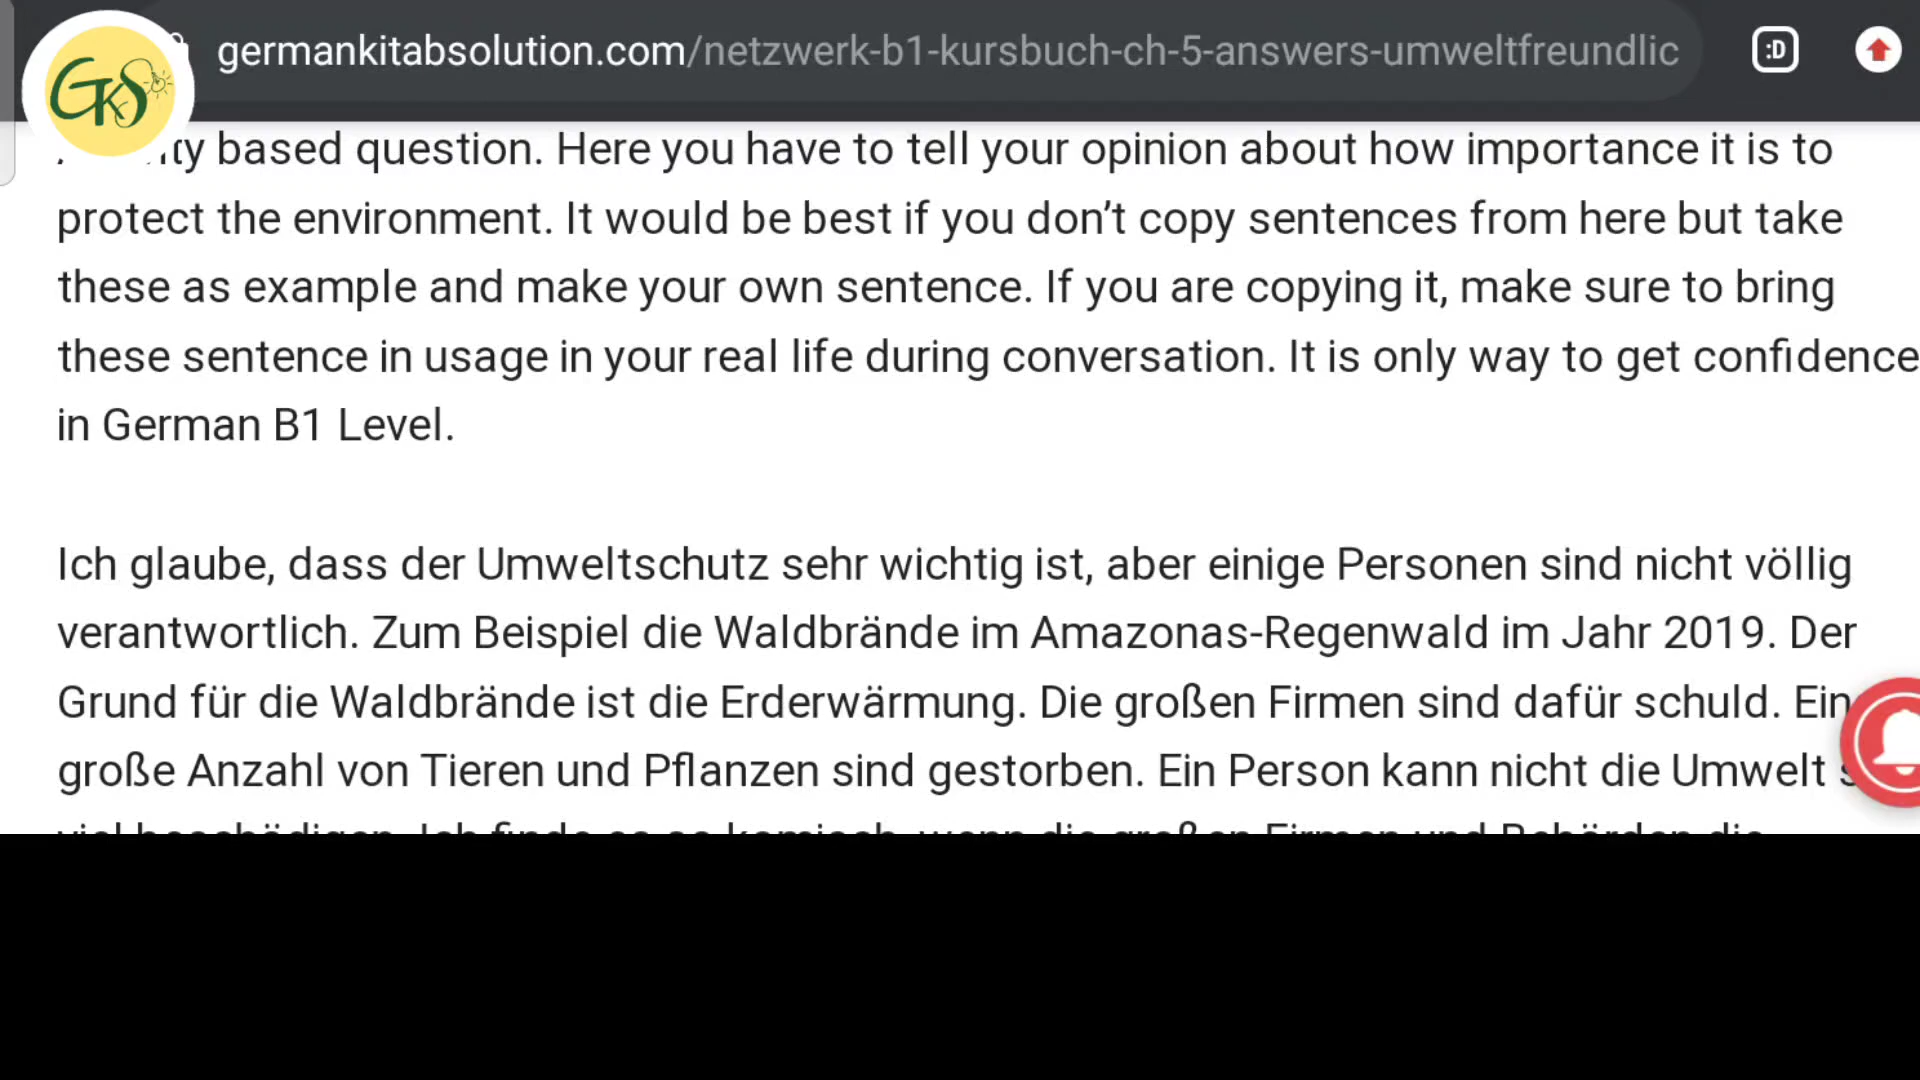 GKS
germankitabsolution.com/netzwerk-b1-kursbuch-ch-5-answers-umweltfreundlic
:D
based question. Here you have to tell your opinion about how importance it is to
protect the environment. It would be best if you don’t copy sentences from here but take
these as example and make your own sentence. If you are copying it, make sure to bring
these sentence in usage in your real life during conversation. It is only way to get confidence
in German B1 Level.
Ich glaube, dass der Umweltschutz sehr wichtig ist, aber einige Personen sind nicht völlig
verantwortlich. Zum Beispiel die Waldbrände im Amazonas-Regenwald im Jahr 2019. Der
Grund für die Waldbrände ist die Erderwärmung. Die großen Firmen sind dafür schuld. Ein
große Anzahl von Tieren und Pflanzen sind gestorben. Ein Person kann nicht die Umwelt